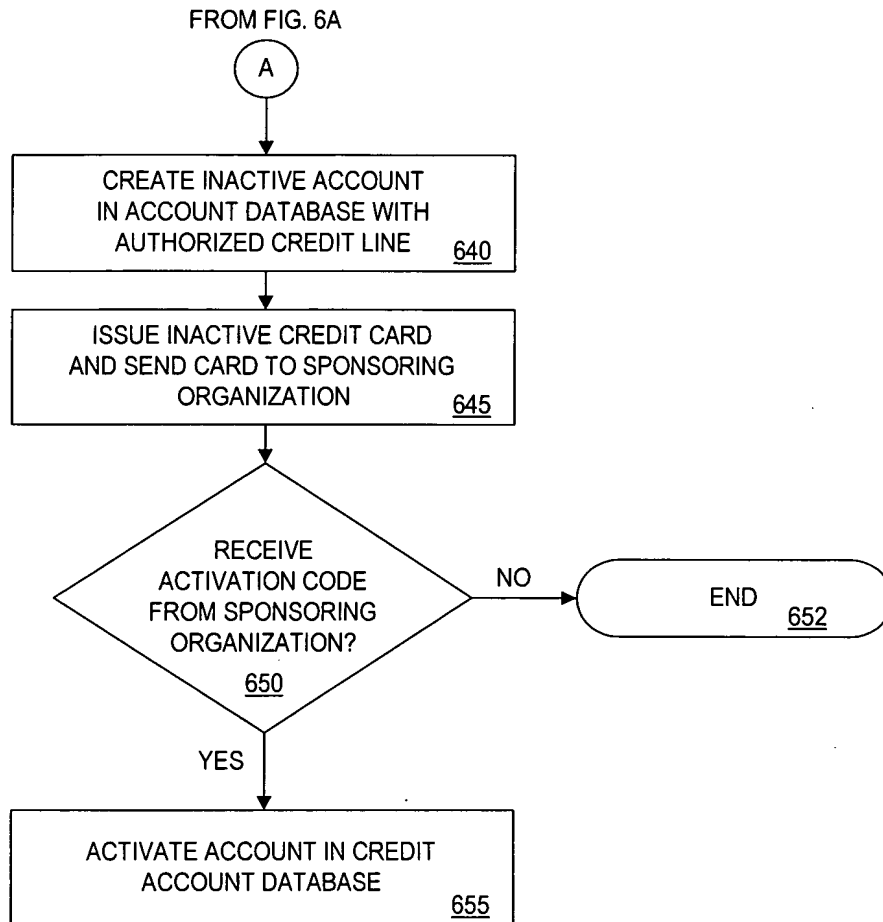 FROM FIG. 6A
A
CREATE INACTIVE ACCOUNT
IN ACCOUNT DATABASE WITH
AUTHORIZED CREDIT LINE
640
ISSUE INACTIVE CREDIT CARD
AND SEND CARD TO SPONSORING
ORGANIZATION
645
RECEIVE
ACTIVATION CODE
FROM SPONSORING
ORGANIZATION?
650
NO
END
652
YES
ACTIVATE ACCOUNT IN CREDIT
ACCOUNT DATABASE
655